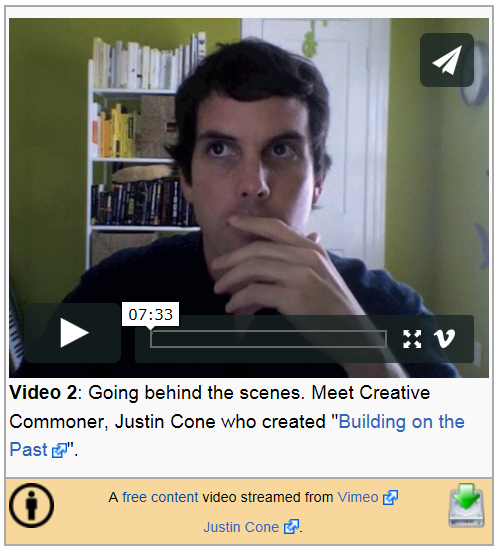 07:33
Video 2: Going behind the scenes. Meet Creative
Commoner, Justin Cone who created "Building on the
Past".
A free content video streamed from Vimeo
Justin Cone.